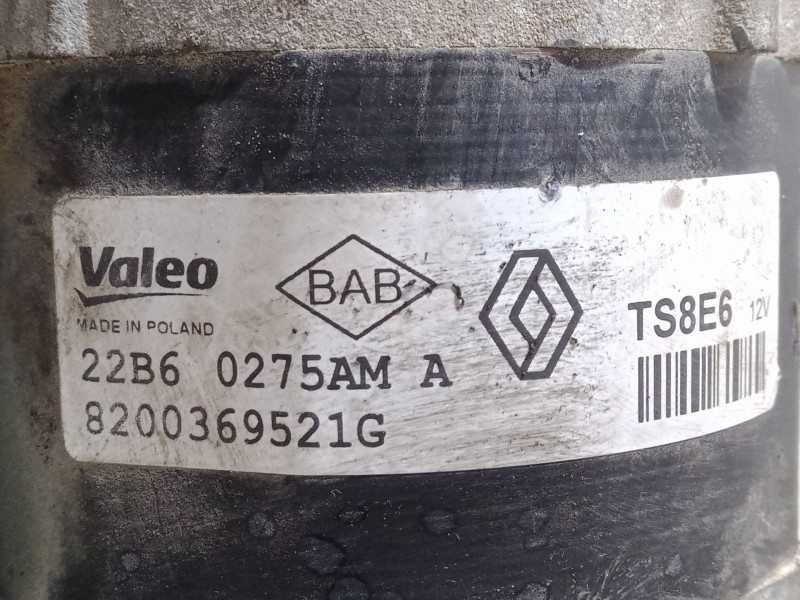 Valeo
MADE IN POLAND
BAB
TS8E6 12V
22B6 0275AM A
8200369521G